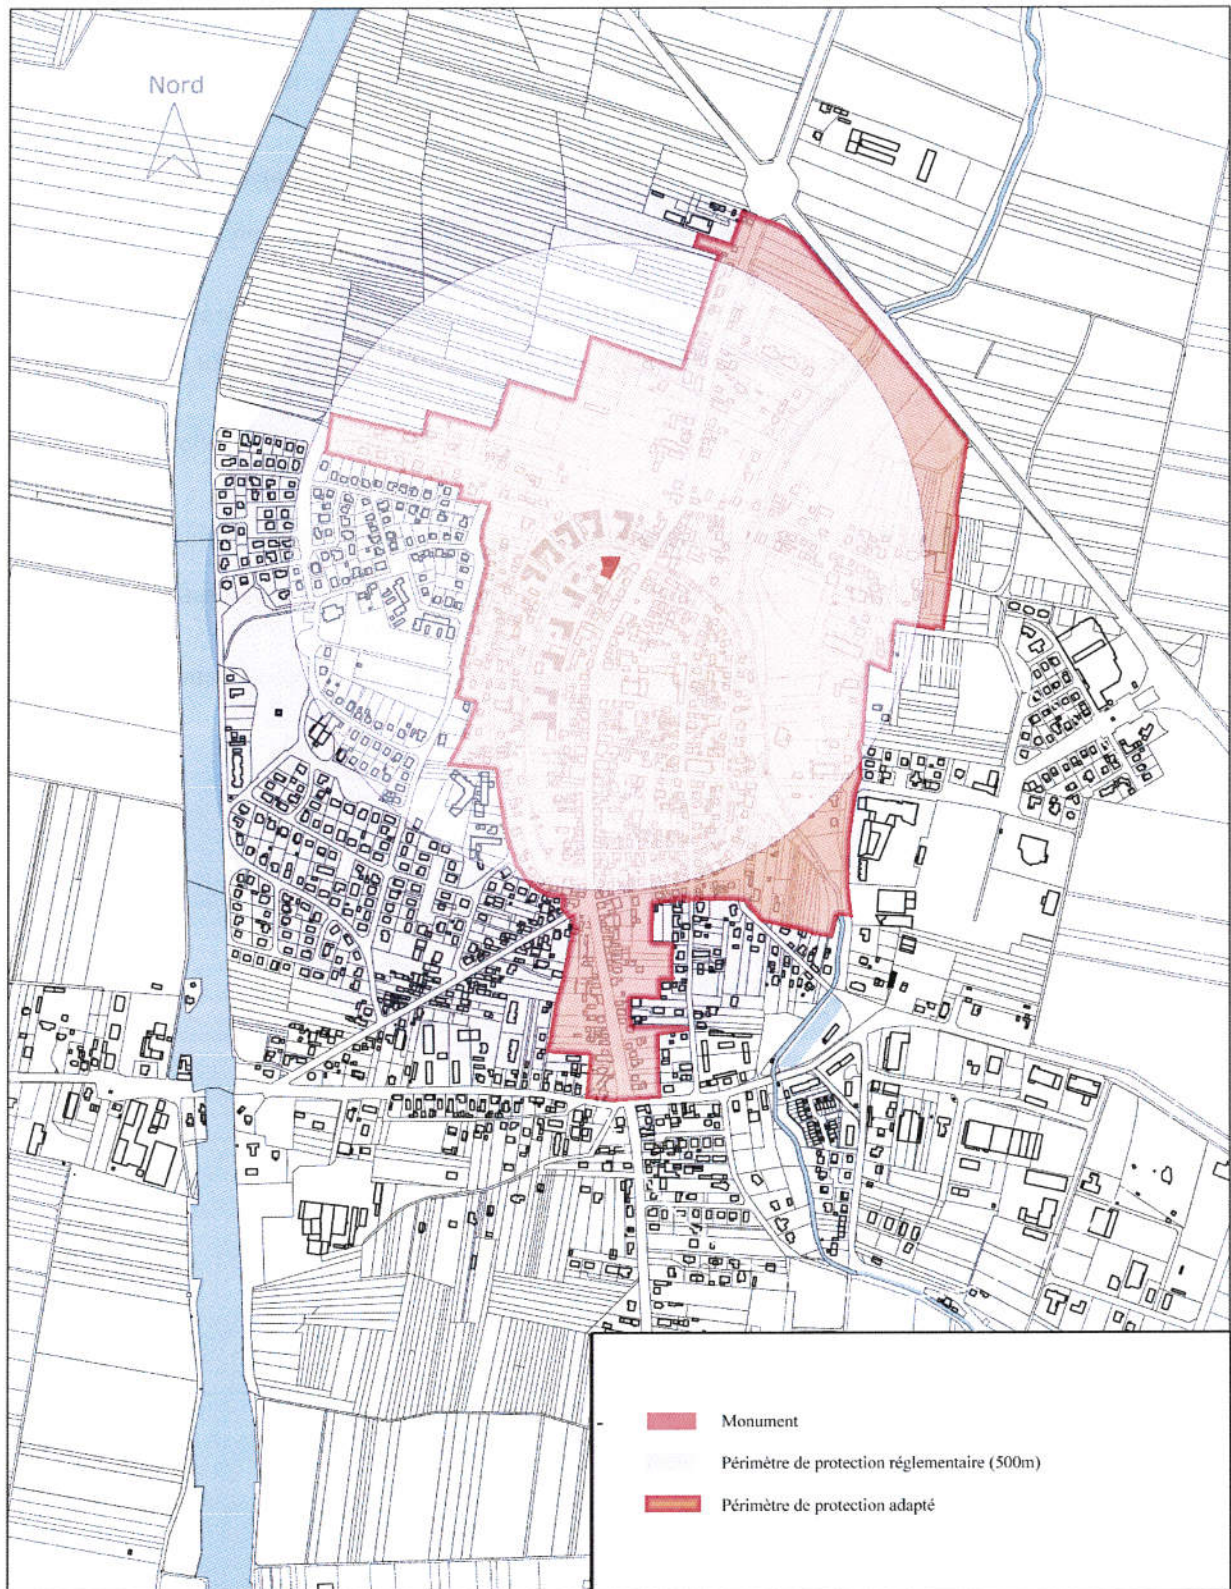 Nord
Monument
Périmètre de protection réglementaire (500m)
Périmètre de protection adapté